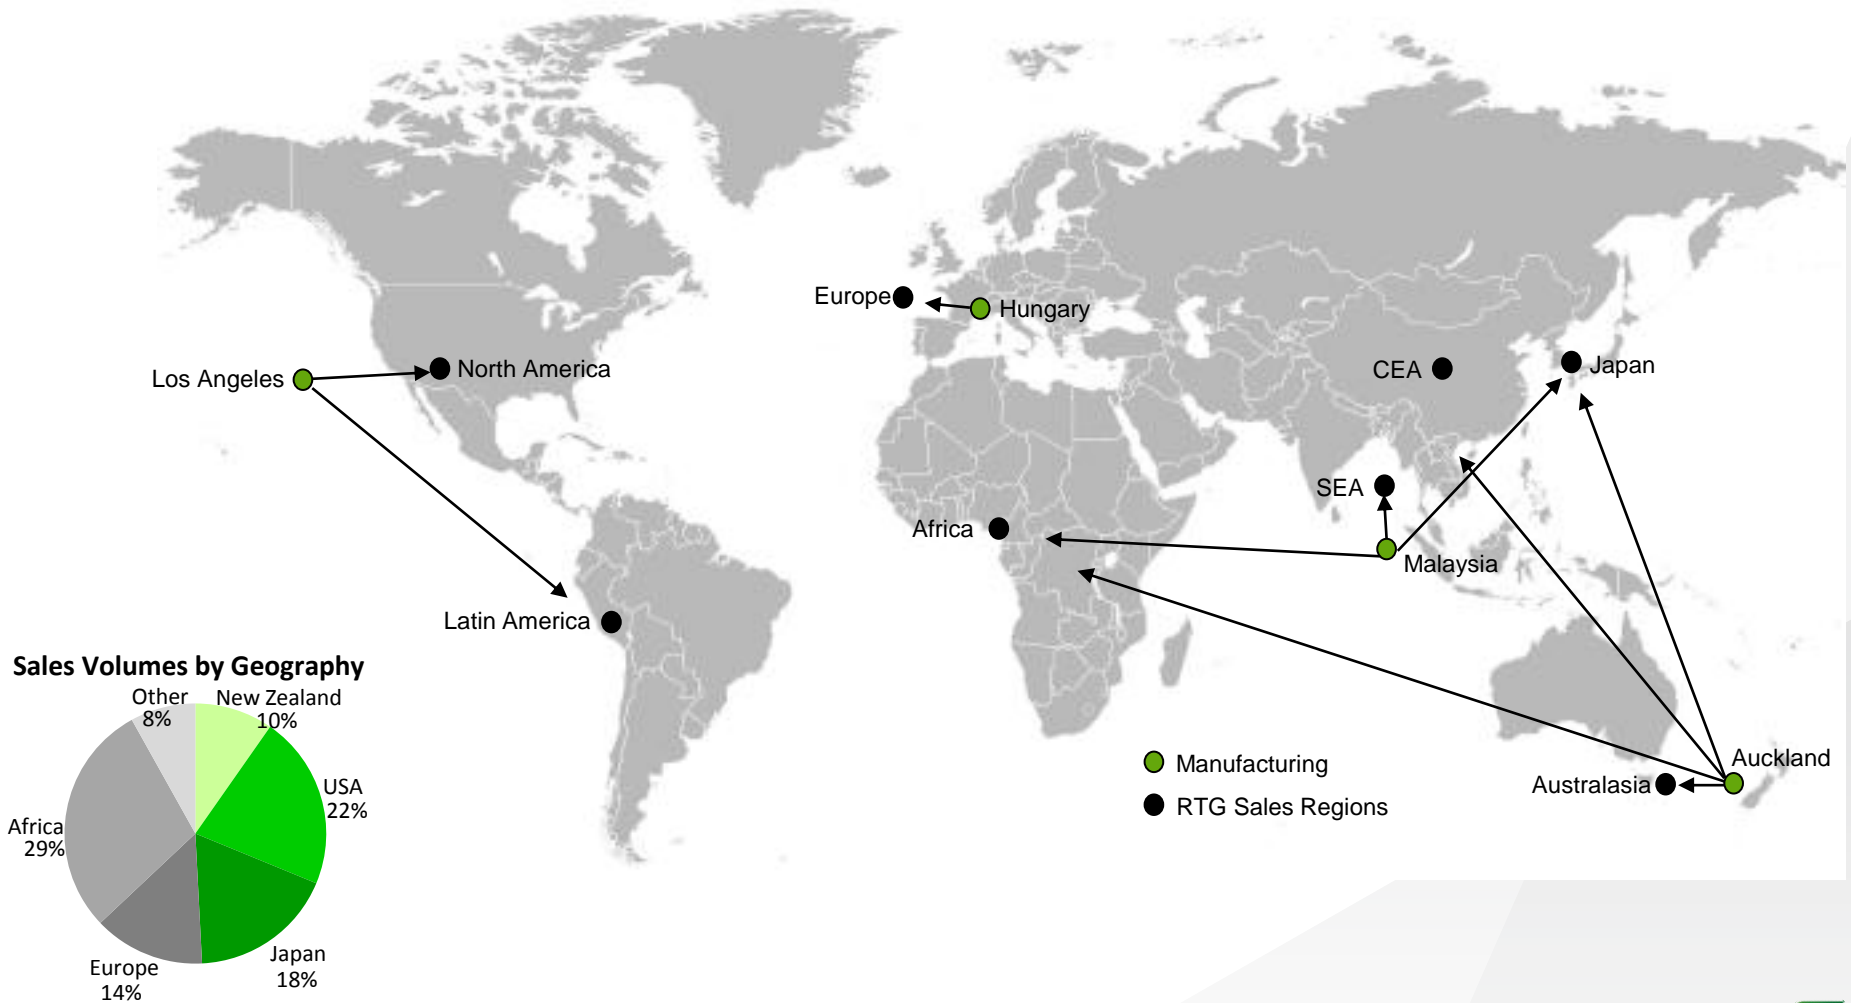 Europe
Hungary
Los Angeles
North America
CEA
Japan
SEA
Africa
Malaysia
Latin America
Sales Volumes by Geography
Other
8%
New Zealand
10%
USA
22%
Africa
29%
Japan
18%
Europe
14%
Manufacturing
RTG Sales Regions
Auckland
Australasia